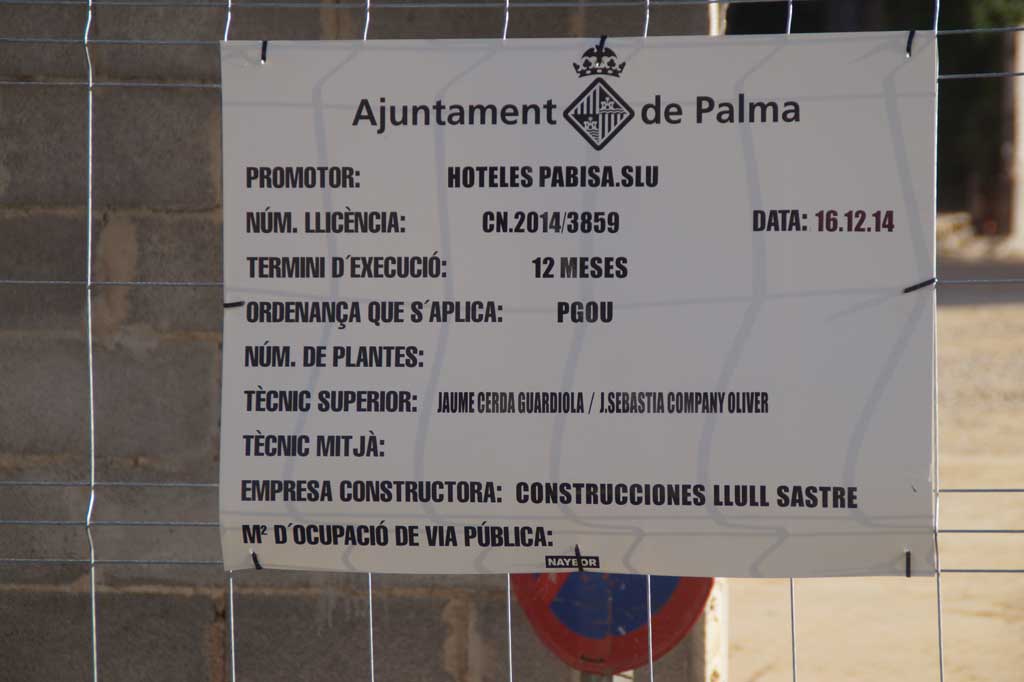 Ajuntament de Palma
PROMOTOR: HOTELES PABISA.SLU
NÚM. LLICÈNCIA: CN.2014/3859 DATA: 16.12.14
TERMINI D´EXECUCIÓ: 12 MESES
ORDENANÇA QUE S´APLICA: PGOU
NÚM. DE PLANTES:
TÈCNIC SUPERIOR: JAUME CERDA GUARDIOLA / J.SEBASTIA COMPANY OLIVER
TÈCNIC MITJÀ:
EMPRESA CONSTRUCTORA: CONSTRUCCIONES LLULL SASTRE
M² D´OCUPACIÓ DE VIA PÚBLICA: